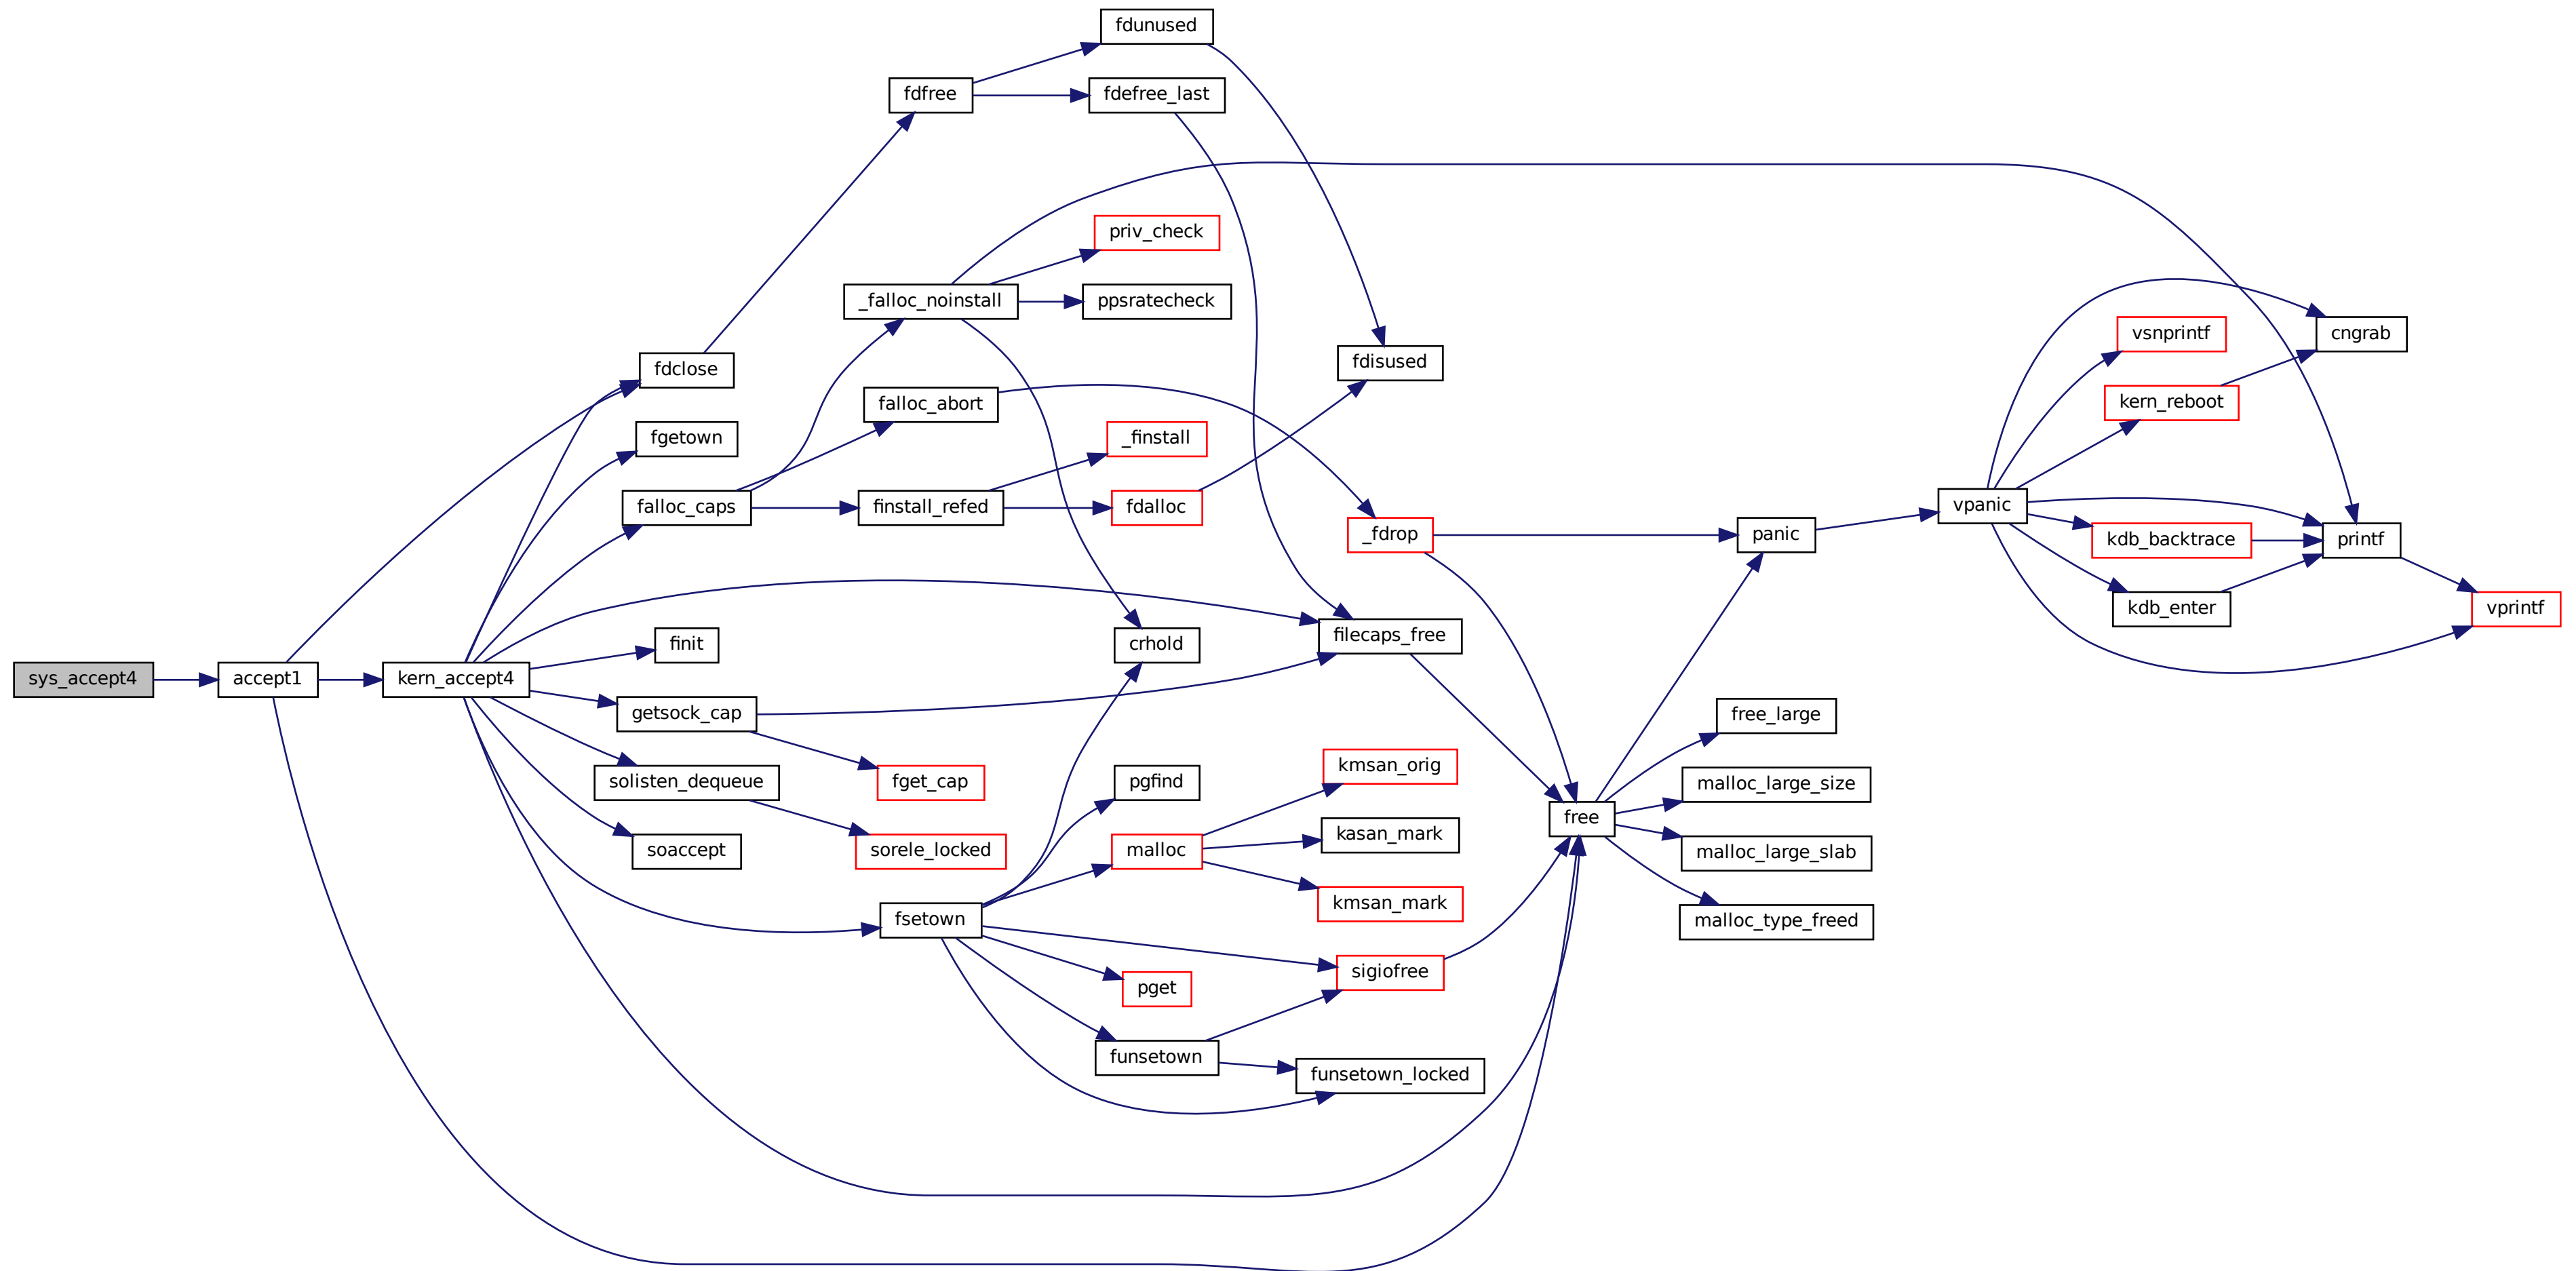 sys_accept4
accept1
kern_accept4
fdclose
fgetown
falloc_caps
finit
getsock_cap
solisten_dequeue
soaccept
fdfree
_falloc_noinstall
falloc_abort
finstall_refed
fget_cap
sorele_locked
fsetown
fdunused
fdefree_last
priv_check
ppsratecheck
_finstall
fdalloc
crhold
pgfind
malloc
pget
funsetown
fdisused
_fdrop
filecaps_free
kmsan_orig
kasan_mark
kmsan_mark
sigiofree
funsetown_locked
free
panic
free_large
malloc_large_size
malloc_large_slab
malloc_type_freed
vpanic
vsnprintf
kern_reboot
kdb_backtrace
kdb_enter
cngrab
printf
vprintf